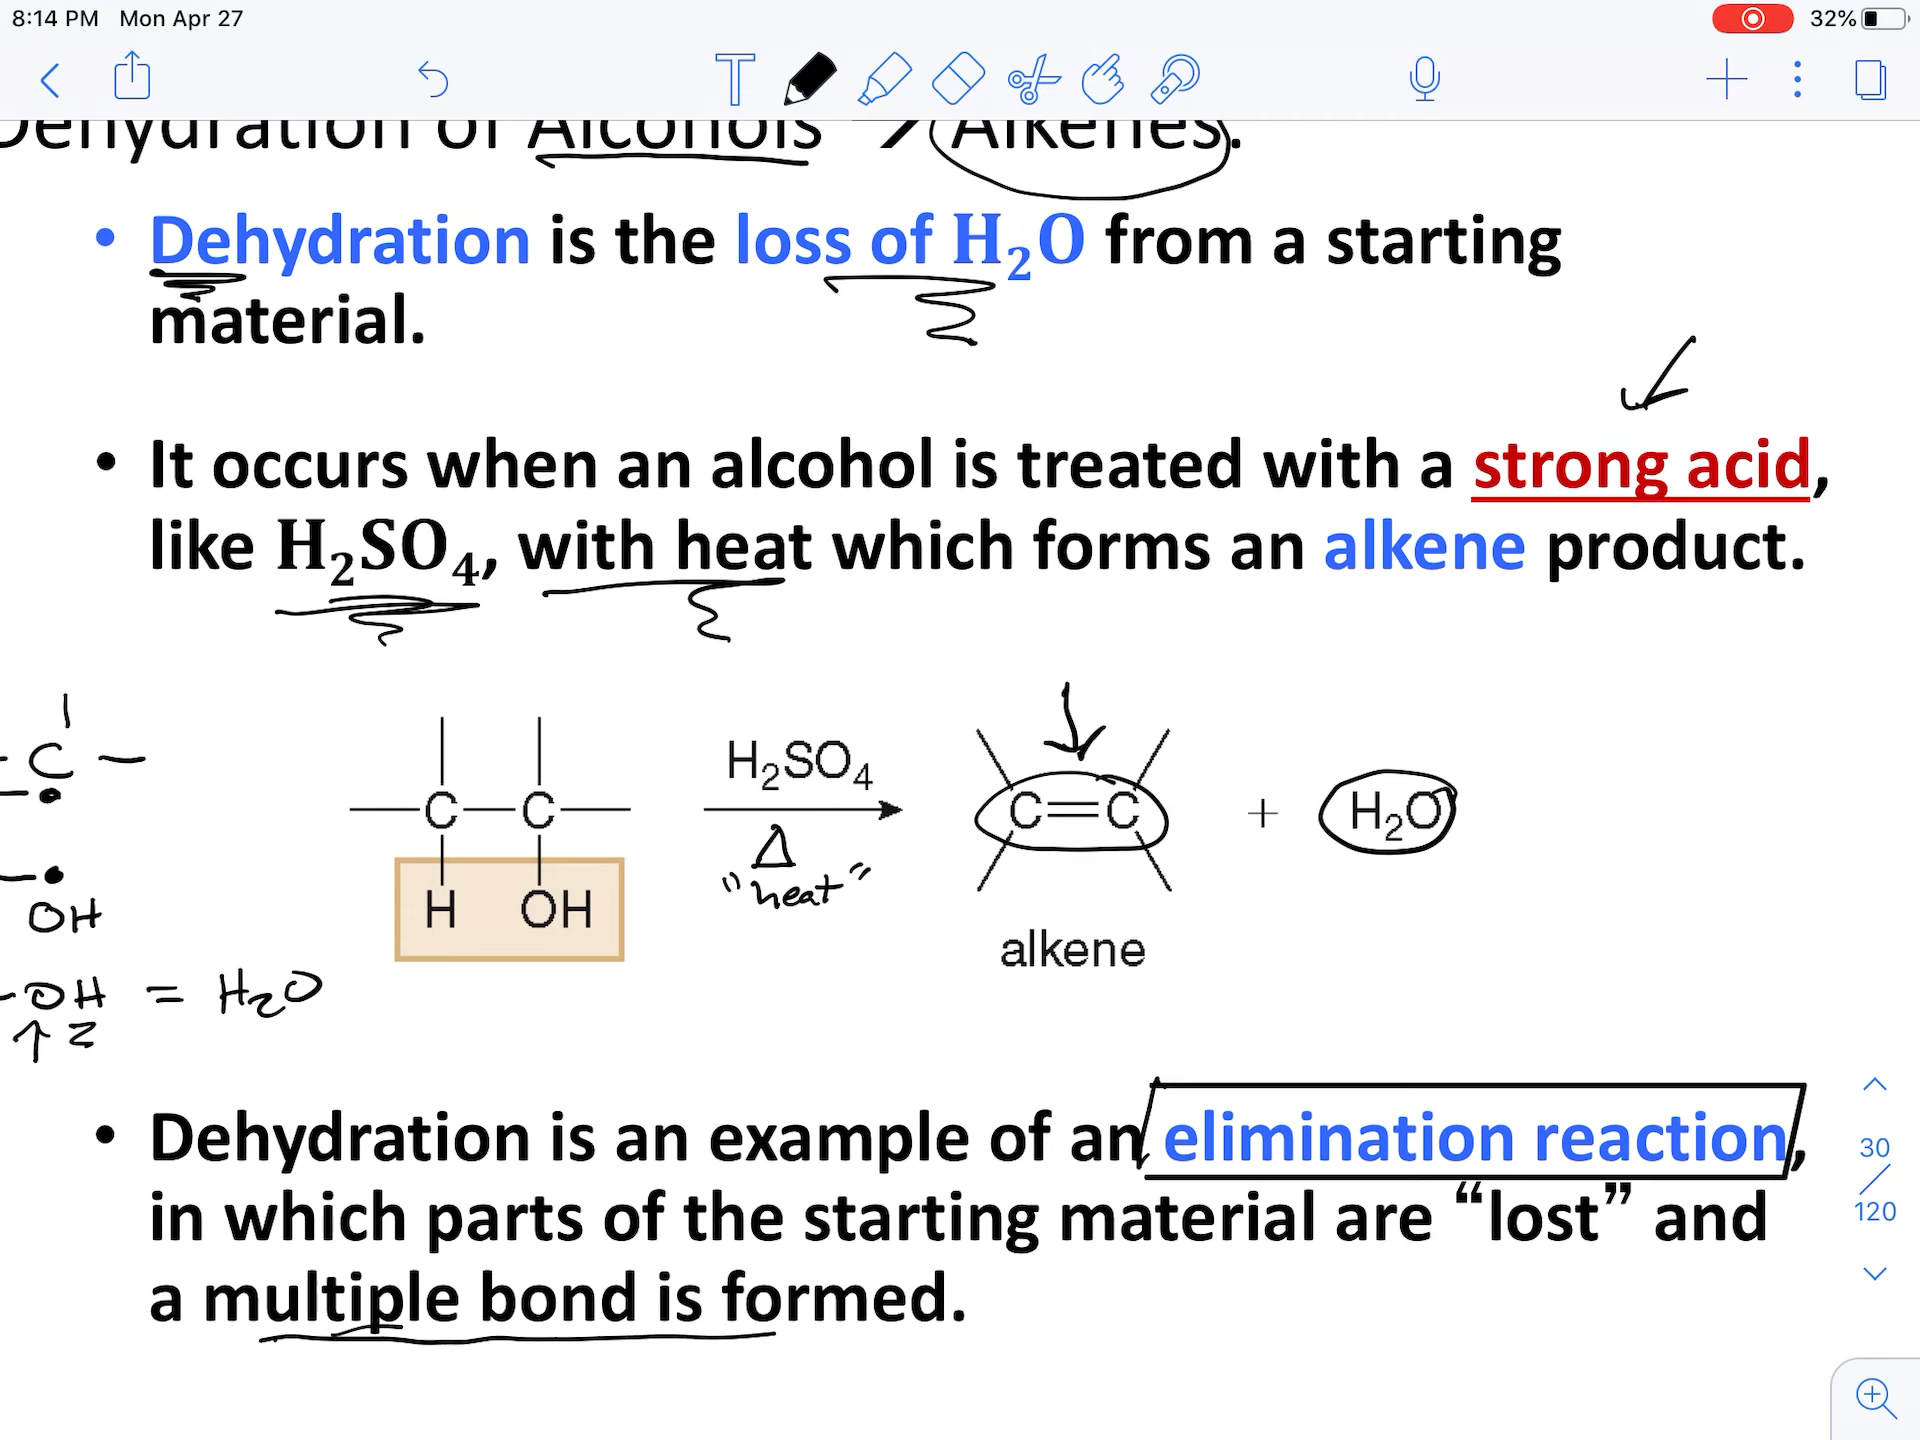 8:14 PM Mon Apr 27
32%
Dehydration of Alcohols → Alkenes.
• Dehydration is the loss of H₂O from a starting
material.
• It occurs when an alcohol is treated with a strong acid,
like H₂SO₄, with heat which forms an alkene product.
C
OH
-OH = H₂O
C—C
H OH
H₂SO₄
Δ
"heat"
C=C + H₂O
alkene
• Dehydration is an example of an elimination reaction,
in which parts of the starting material are “lost” and
a multiple bond is formed.
30
/
120